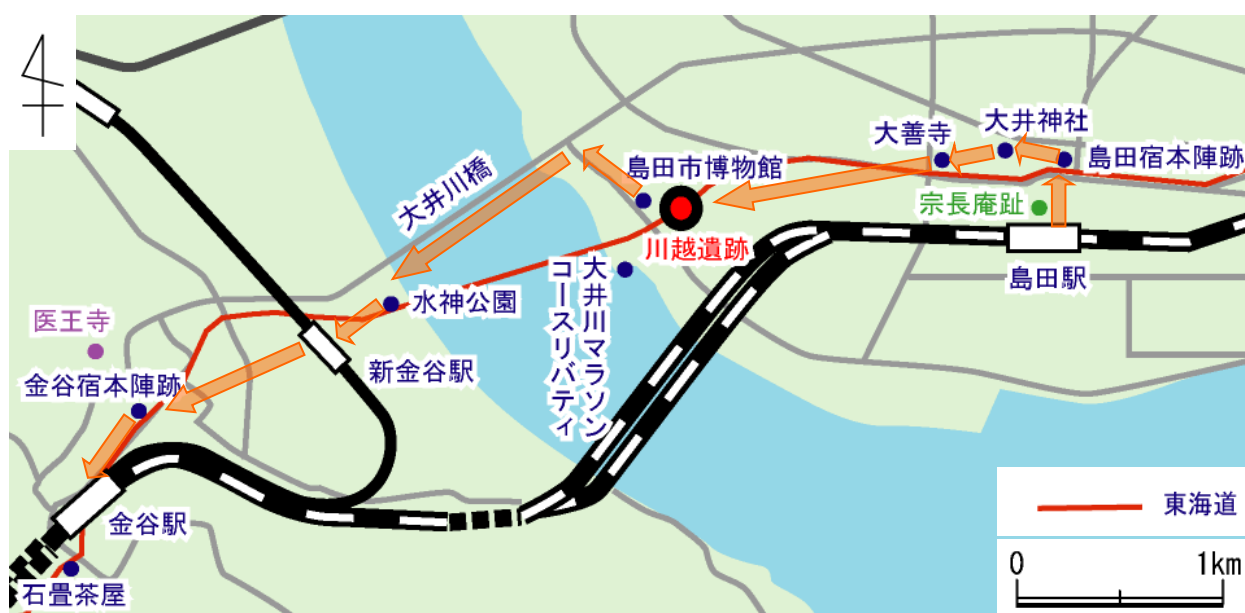 大井神社
大善寺
島田宿本陣跡
島田市博物館
大井川橋
宗長庵趾
川越遺跡
島田駅
大井川マラソン
コースリバティ
水神公園
医王寺
新金谷駅
金谷宿本陣跡
金谷駅
石畳茶屋
東海道
0 1km